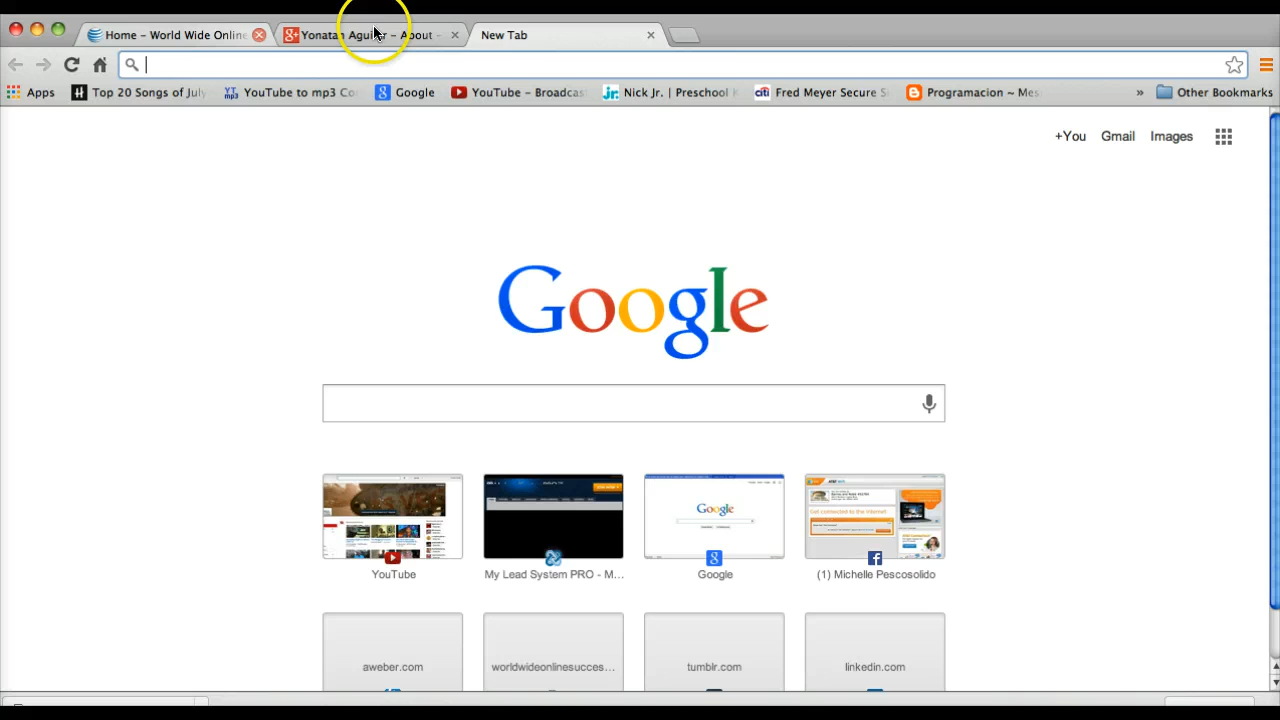 Home – World Wide Online
Yonatan Aguilar – About –
New Tab
Apps
Top 20 Songs of July
YouTube to mp3 Co
Google
YouTube – Broadcas
Nick Jr. | Preschool
Fred Meyer Secure S
Programacion ~ Mes
»
Other Bookmarks
+You
Gmail
Images
Google
YouTube
My Lead System PRO - M...
Google
(1) Michelle Pescosolido
aweber.com
worldwideonlinesucces...
tumblr.com
linkedin.com